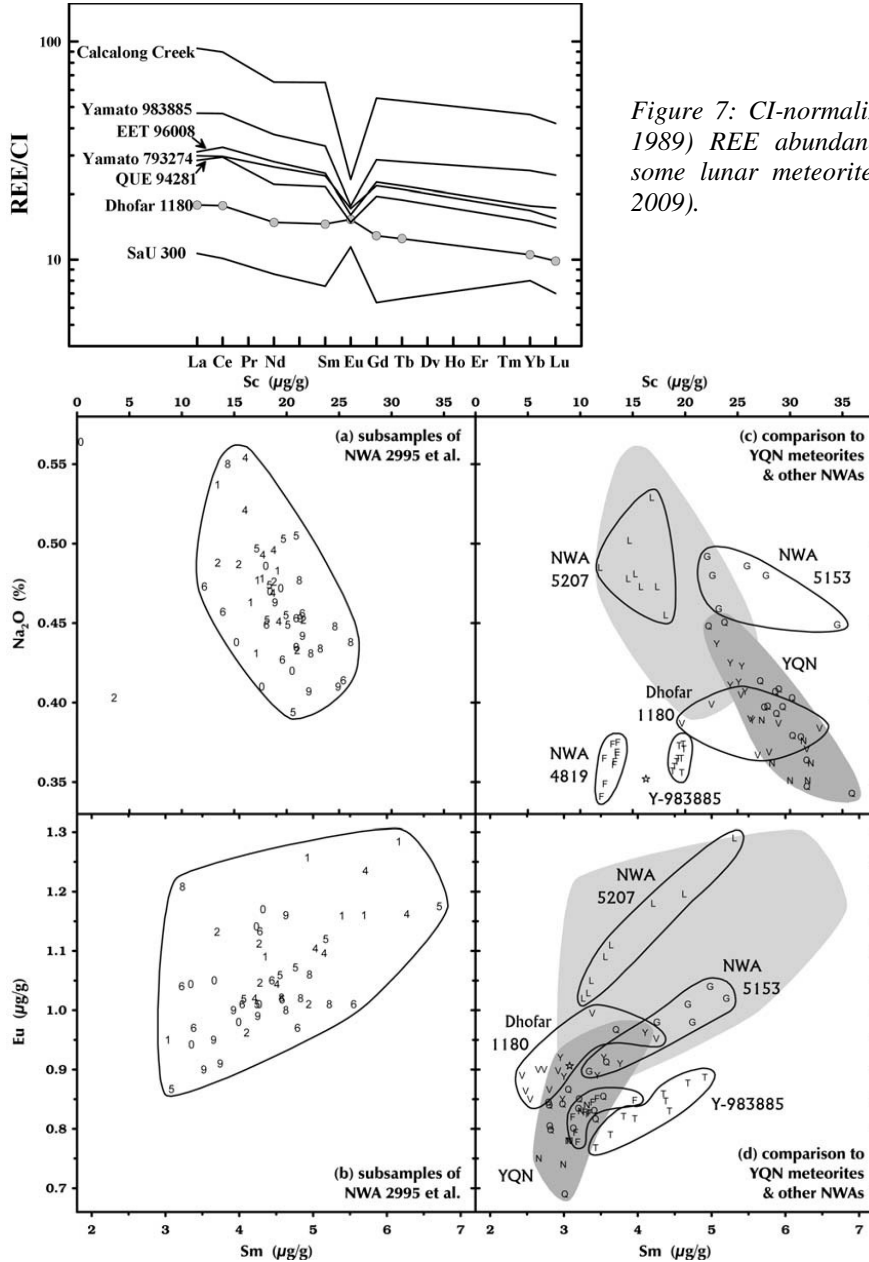 100
Calcalong Creek
Yamato 983885
EET 96008
Yamato 793274
QUE 94281
Dhofar 1180
10
SaU 300
REE/CI
La Ce Pr Nd Sm Eu Gd Tb Dv Ho Er Tm Yb Lu
Figure 7: CI-normali
1989) REE abundan
some lunar meteorite
2009).
Sc (µg/g)
0 5 10 15 20 25 30 35
(a) subsamples of
NWA 2995 et al.
0.55
0.50
0.45
0.40
0.35
Na₂O (%)
Sc (µg/g)
0 5 10 15 20 25 30 35
(c) comparison to
YQN meteorites
& other NWAs
NWA
5207
NWA
5153
YQN
Dhofar
1180
NWA
4819
Y-983885
1.3
1.2
1.1
1.0
0.9
0.8
0.7
Eu (µg/g)
(b) subsamples of
NWA 2995 et al.
2 3 4 5 6 7
Sm (µg/g)
NWA
5207
NWA
5153
Dhofar
1180
Y-983885
YQN
(d) comparison to
YQN meteorites
& other NWAs
2 3 4 5 6 7
Sm (µg/g)